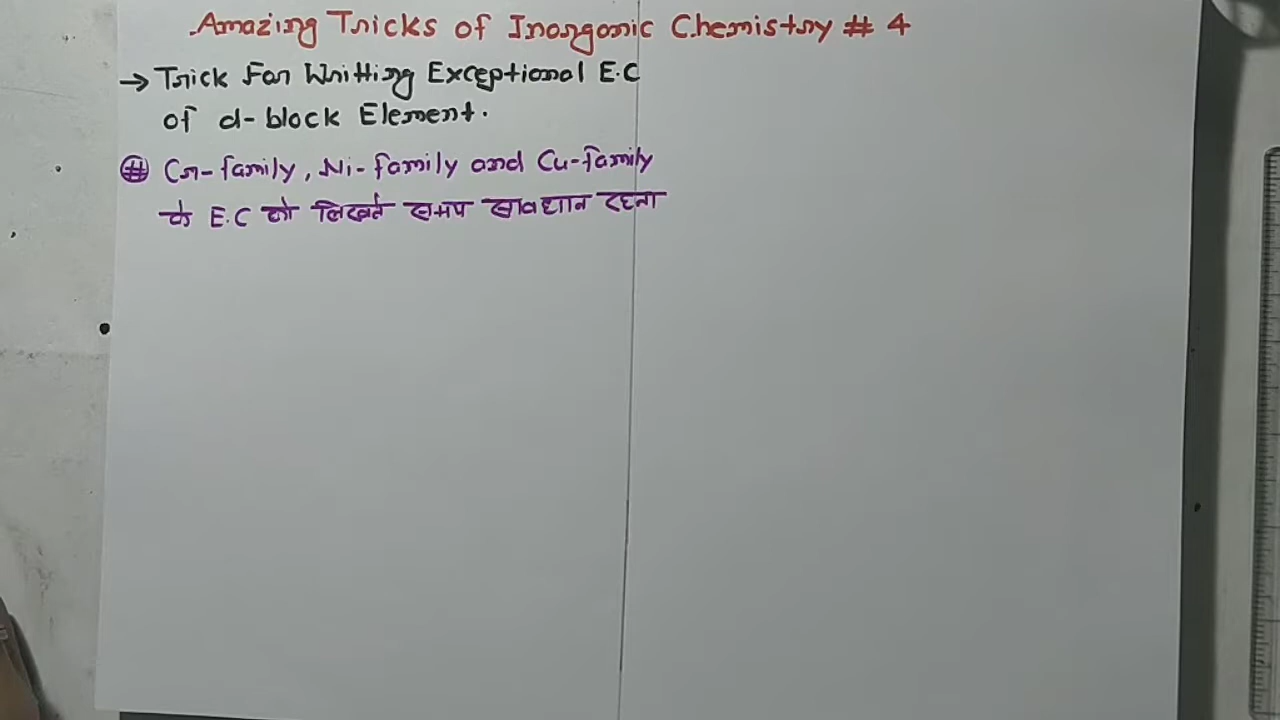 Amazing Tricks of Inorganic Chemistry # 4
→ Trick For Writting Exceptional E.C
of d-block Element.
# Cr-family, Ni-family and Cu-family
के E.C को लिखते समय सावधान रहना